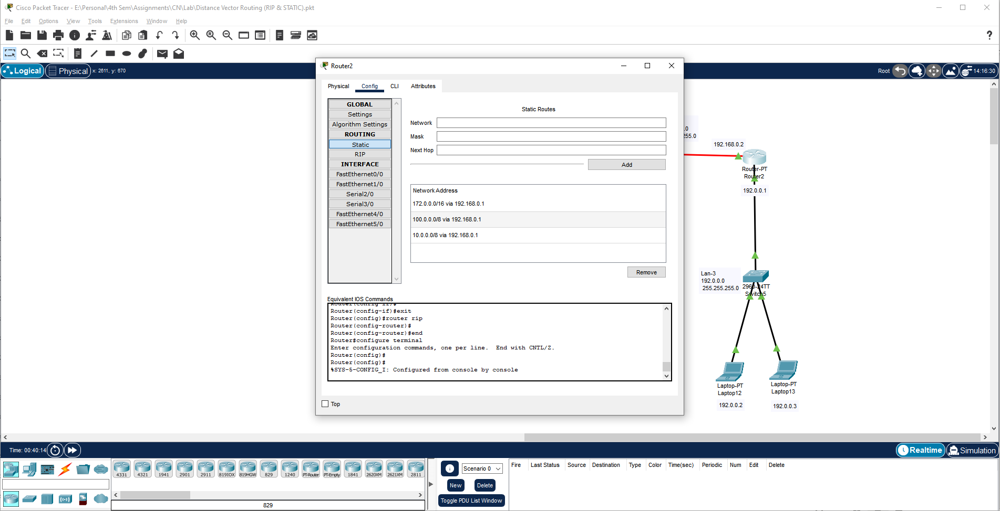 Cisco Packet Tracer - E:\Personal\4th Sem\Assignments\CN\Lab\Distance Vector Routing (RIP & STATIC).pkt
File Edit Options View Tools Extensions Window Help
Logical Physical x: 2611, y: 670 Root 14:16:30
Router2
Physical Config CLI Attributes
GLOBAL
Settings
Algorithm Settings
ROUTING
Static
RIP
INTERFACE
FastEthernet0/0
FastEthernet1/0
Serial2/0
Serial3/0
FastEthernet4/0
FastEthernet5/0
Static Routes
Network
Mask
Next Hop
Add
Network Address
172.0.0.0/16 via 192.168.0.1
100.0.0.0/8 via 192.168.0.1
10.0.0.0/8 via 192.168.0.1
Remove
Equivalent IOS Commands
Router(config-if)#
Router(config-if)#exit
Router(config)#router rip
Router(config-router)#
Router(config-router)#end
Router#configure terminal
Enter configuration commands, one per line.  End with CNTL/Z.
Router(config)#
Router(config)#
%SYS-5-CONFIG_I: Configured from console by console
Top
.0
255.0
192.168.0.2
Router-PT
Router2
192.0.0.1
Lan-3
192.0.0.0
255.255.255.0
2960-24TT
Switch5
Laptop-PT
Laptop12
192.0.0.2
Laptop-PT
Laptop13
192.0.0.3
Time: 00:40:14 Realtime Simulation
4331 4321 1941 2901 2911 819IOX 819HGW 829 1240 PT-Router PT-Empty 1841 2620XM 2621XM 2811
829
Scenario 0
New Delete
Toggle PDU List Window
Fire Last Status Source Destination Type Color Time(sec) Periodic Num Edit Delete